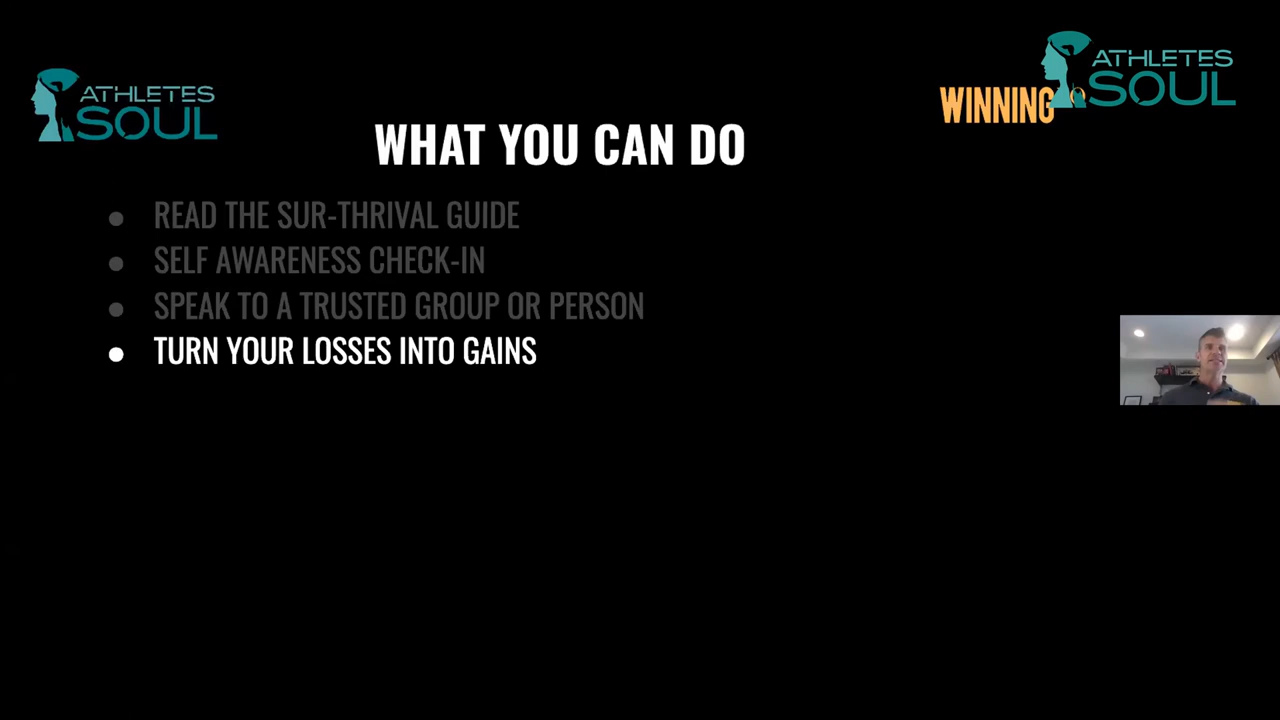 ATHLETES
SOUL
ATHLETES
SOUL
WINNING
WHAT YOU CAN DO
● READ THE SUR-THRIVAL GUIDE
● SELF AWARENESS CHECK-IN
● SPEAK TO A TRUSTED GROUP OR PERSON
● TURN YOUR LOSSES INTO GAINS